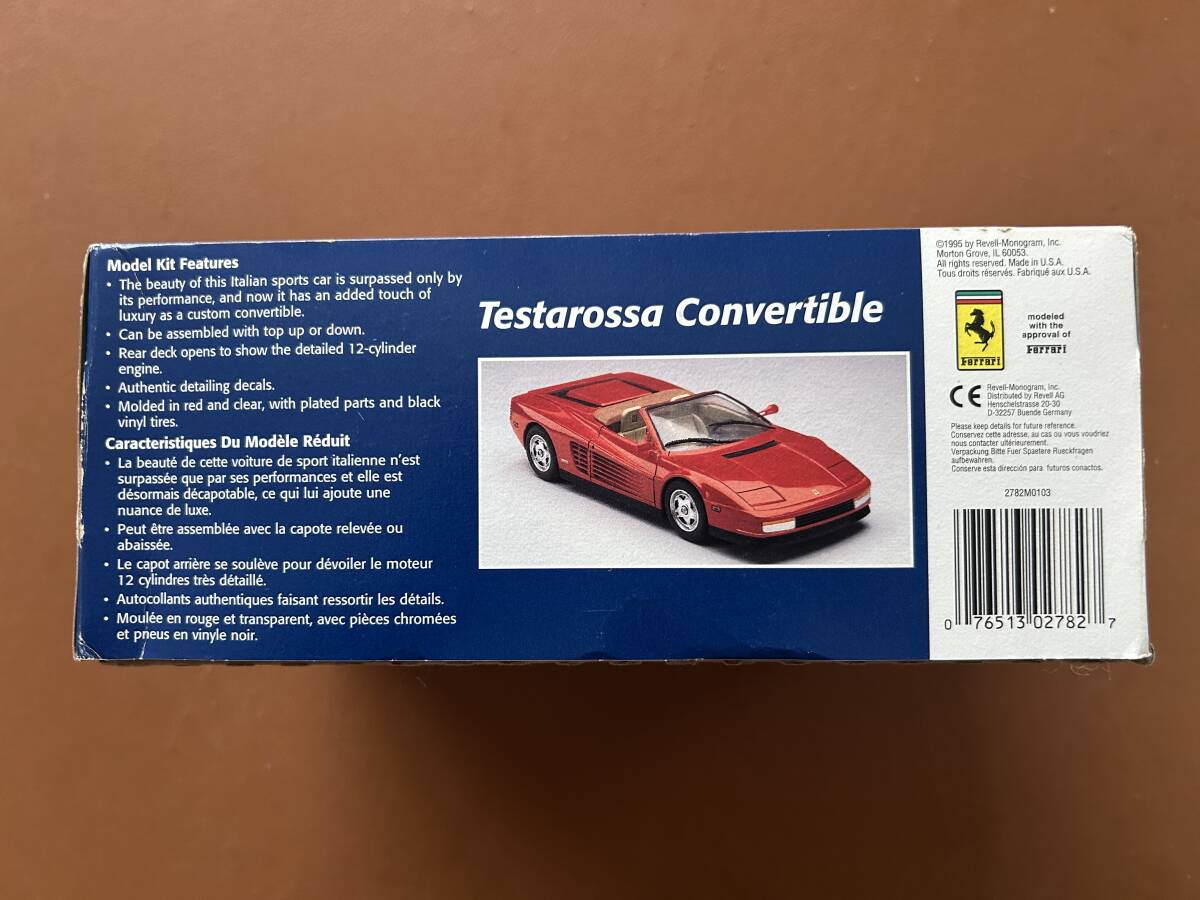 Model Kit Features
• The beauty of this Italian sports car is surpassed only by
its performance, and now it has an added touch of
luxury as a custom convertible.
• Can be assembled with top up or down.
• Rear deck opens to show the detailed 12-cylinder
engine.
• Authentic detailing decals.
• Molded in red and clear, with plated parts and black
vinyl tires.
Caracteristiques Du Modèle Réduit
• La beauté de cette voiture de sport italienne n'est
surpassée que par ses performances et elle est
désormais décapotable, ce qui lui ajoute une
nuance de luxe.
• Peut être assemblée avec la capote relevée ou
abaissée.
• Le capot arrière se soulève pour dévoiler le moteur
12 cylindres très détaillé.
• Autocollants authentiques faisant ressortir les détails.
• Moulée en rouge et transparent, avec pièces chromées
et pneus en vinyle noir.
Testarossa Convertible
©1995 by Revell-Monogram, Inc.
Morton Grove, IL 60053.
All rights reserved. Made in U.S.A.
Tous droits réservés. Fabriqué aux U.S.A.
Ferrari
modeled
with the
approval of
Ferrari
CE
Revell-Monogram, Inc.
Distributed by Revell AG
Henschelstrasse 20-30
D-32257 Buende Germany
Please keep details for future reference.
Conservez cette adresse, au cas ou vous voudriez
nous contacter ultérieurement.
Verpackung Bitte Fuer Spaetere Rueckfragen
aufbewahren.
Conserve esta dirección para futuros conactos.
2782M0103
0 76513 02782 7